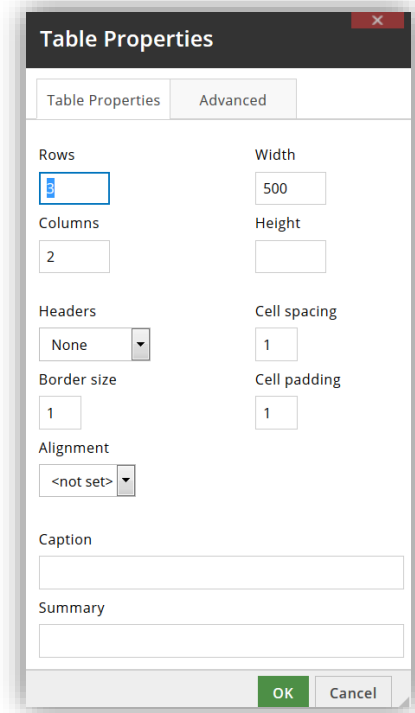 Table Properties
Table Properties Advanced
Rows Width
3 500
Columns Height
2
Headers Cell spacing
None 1
Border size Cell padding
1 1
Alignment
<not set>
Caption
Summary
OK Cancel